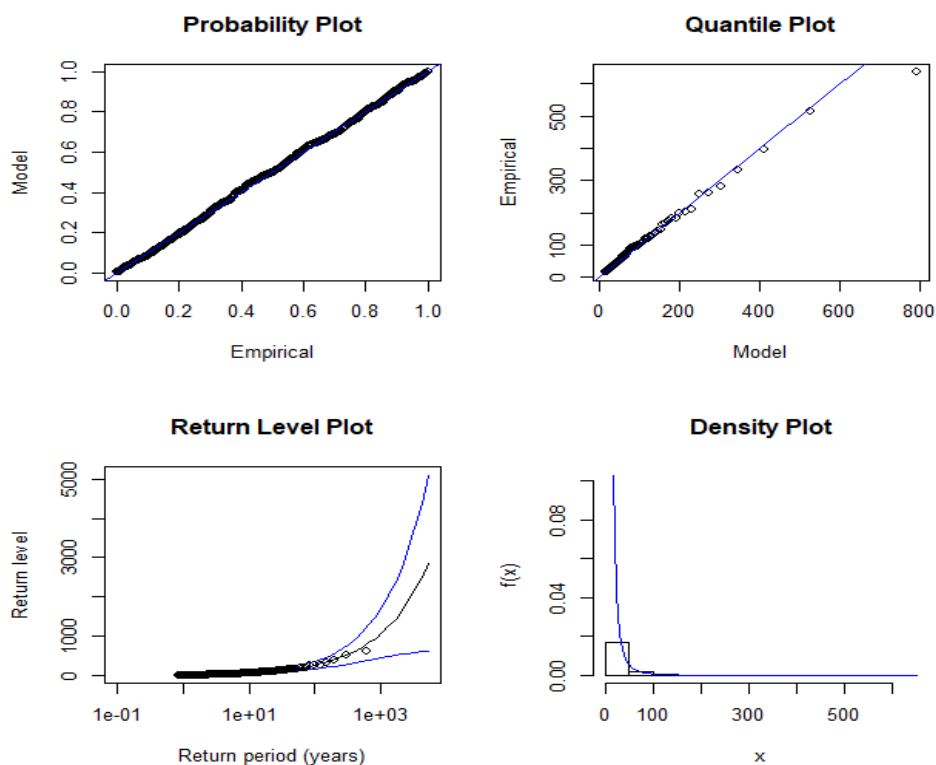 Probability Plot
Model
0.0 0.2 0.4 0.6 0.8 1.0
0.0 0.2 0.4 0.6 0.8 1.0
Empirical
Quantile Plot
Empirical
0 100 300 500
0 200 400 600 800
Model
Return Level Plot
Return level
0 1000 3000 5000
1e-01 1e+01 1e+03
Return period (years)
Density Plot
f(x)
0.00 0.04 0.08
0 100 300 500
x